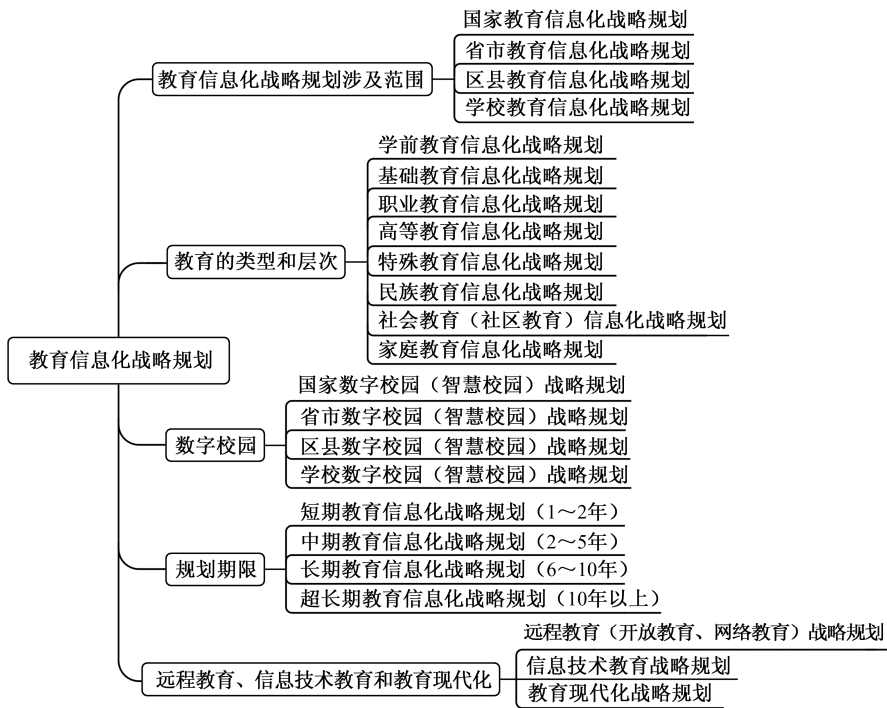 教育信息化战略规划
教育信息化战略规划涉及范围
国家教育信息化战略规划
省市教育信息化战略规划
区县教育信息化战略规划
学校教育信息化战略规划
教育的类型和层次
学前教育信息化战略规划
基础教育信息化战略规划
职业教育信息化战略规划
高等教育信息化战略规划
特殊教育信息化战略规划
民族教育信息化战略规划
社会教育（社区教育）信息化战略规划
家庭教育信息化战略规划
数字校园
国家数字校园（智慧校园）战略规划
省市数字校园（智慧校园）战略规划
区县数字校园（智慧校园）战略规划
学校数字校园（智慧校园）战略规划
规划期限
短期教育信息化战略规划（1～2年）
中期教育信息化战略规划（2～5年）
长期教育信息化战略规划（6～10年）
超长期教育信息化战略规划（10年以上）
远程教育、信息技术教育和教育现代化
远程教育（开放教育、网络教育）战略规划
信息技术教育战略规划
教育现代化战略规划